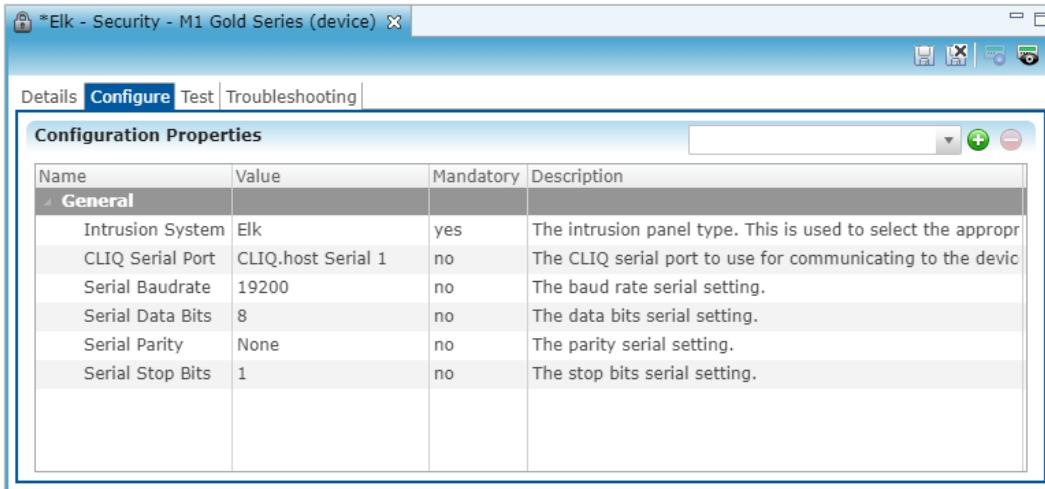 *Elk - Security - M1 Gold Series (device)
Details Configure Test Troubleshooting
Configuration Properties
Name Value Mandatory Description
General
Intrusion System Elk yes The intrusion panel type. This is used to select the appropr
CLIQ Serial Port CLIQ.host Serial 1 no The CLIQ serial port to use for communicating to the devic
Serial Baudrate 19200 no The baud rate serial setting.
Serial Data Bits 8 no The data bits serial setting.
Serial Parity None no The parity serial setting.
Serial Stop Bits 1 no The stop bits serial setting.